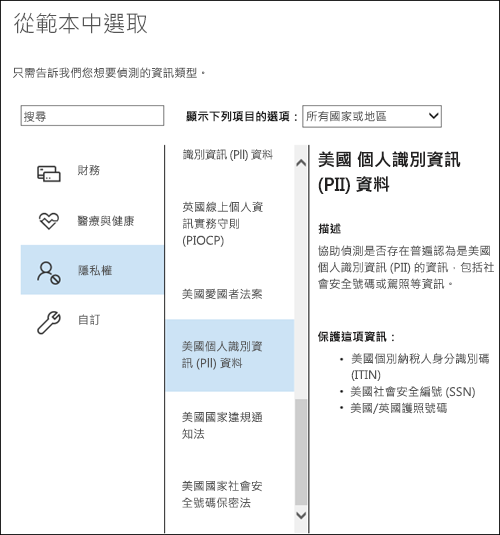 從範本中選取
只需告訴我們您想要偵測的資訊類型。
搜尋
顯示下列項目的選項：
所有國家或地區
財務
醫療與健康
隱私權
自訂
識別資訊 (PII) 資料
英國線上個人資
訊實務守則
(PIOCP)
美國愛國者法案
美國個人識別資
訊 (PII) 資料
美國國家違規通
知法
美國國家社會安
全號碼保密法
美國 個人識別資訊
(PII) 資料
描述
協助偵測是否存在普遍認為是美國
個人識別資訊 (PII) 的資訊，包括社
會安全號碼或駕照等資訊。
保護這項資訊：
• 美國個別納稅人身分識別碼
(ITIN)
• 美國社會安全編號 (SSN)
• 美國/英國護照號碼